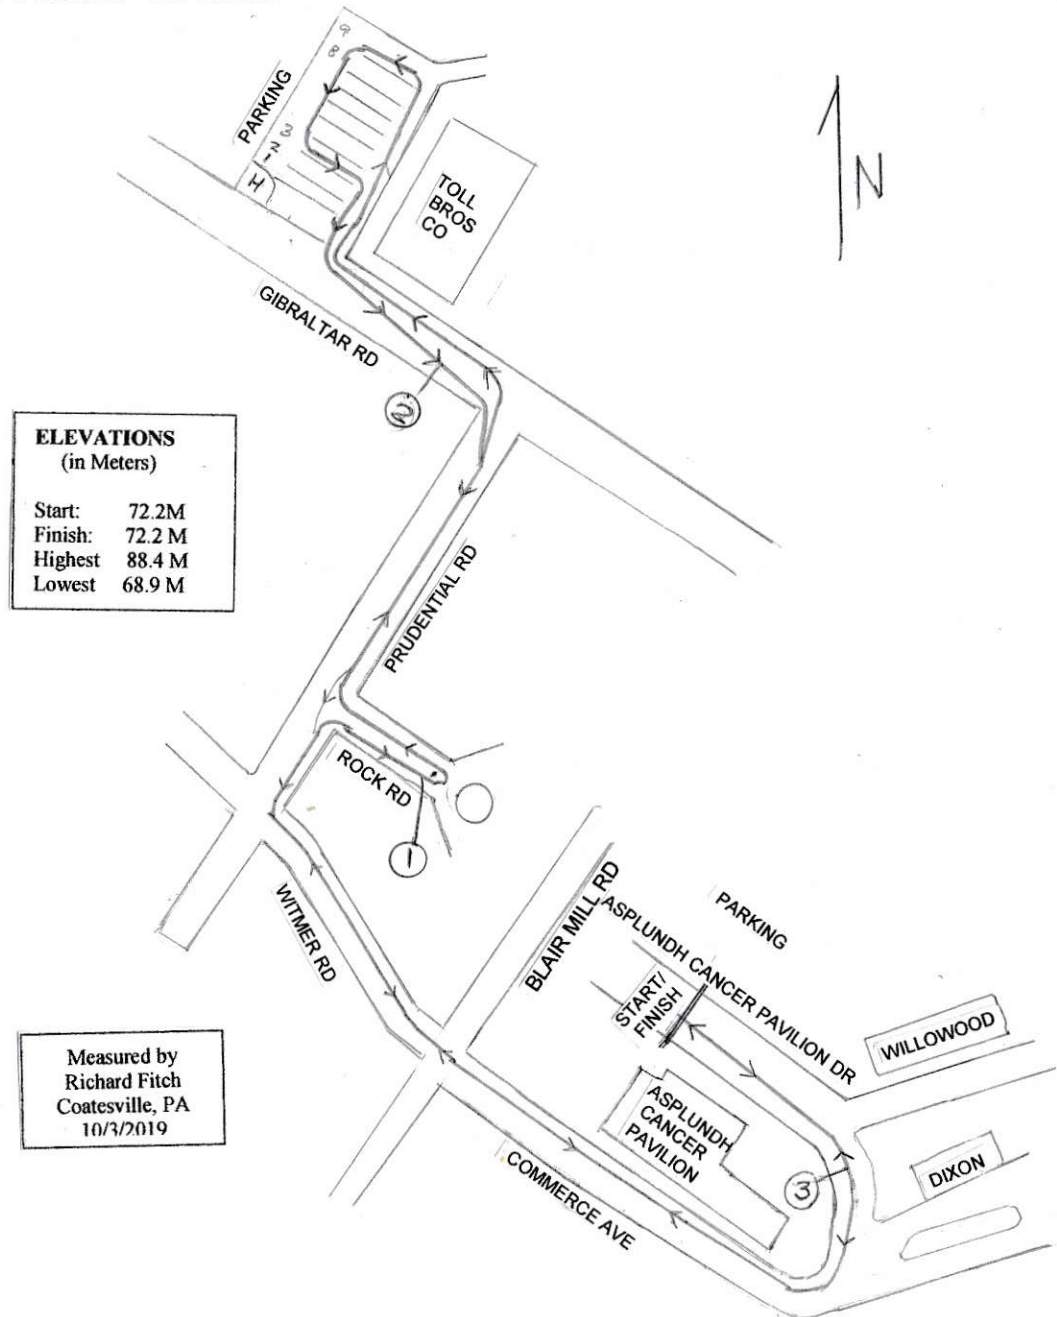 9
8
PARKING
3
2
1
H
TOLL
BROS
CO
N
GIBRALTAR RD
2
ELEVATIONS
(in Meters)
Start: 72.2M
Finish: 72.2 M
Highest 88.4 M
Lowest 68.9 M
PRUDENTIAL RD
ROCK RD
1
WITMER RD
BLAIR MILL RD
PARKING
ASPLUNDH CANCER PAVILION DR
START/
FINISH
WILLOWOOD
Measured by
Richard Fitch
Coatesville, PA
10/3/2019
ASPLUNDH
CANCER
PAVILION
DIXON
3
COMMERCE AVE